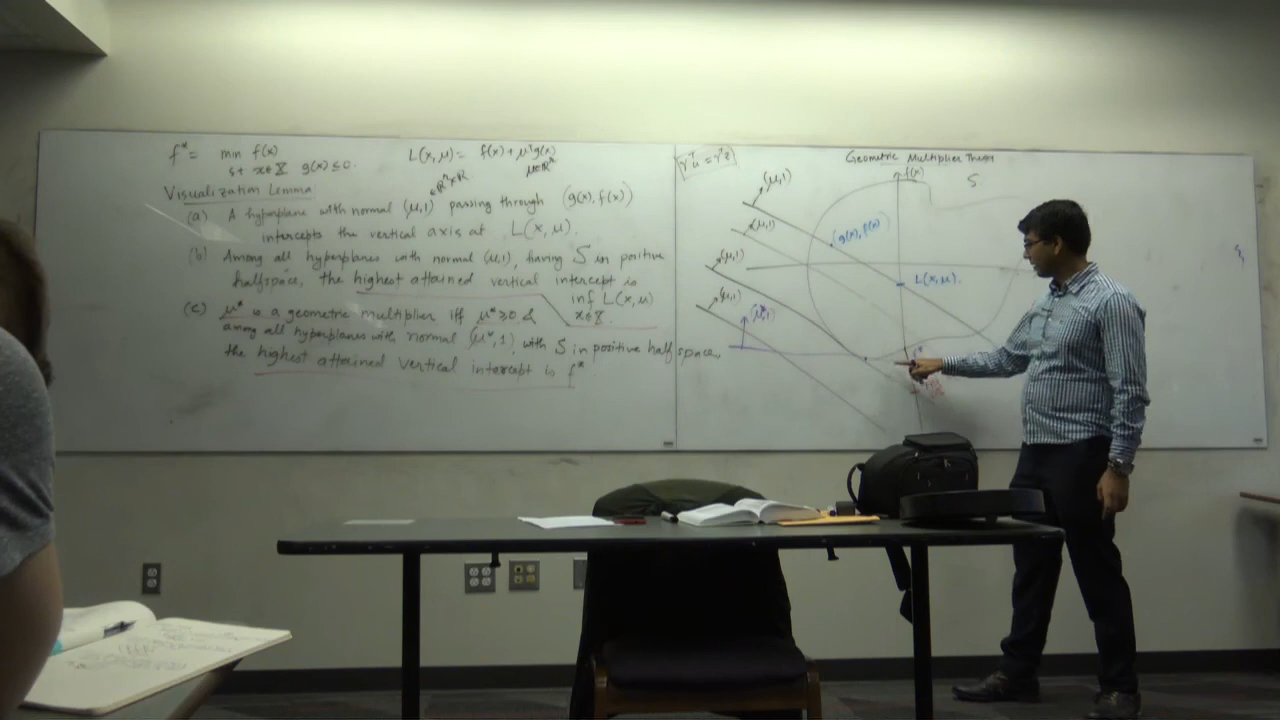 f* = min f(x)
s.t x∈X g(x) ≤ 0.
L(x, μ) = f(x) + μᵀg(x)
∈ Rⁿ×R
Visualization Lemma
(a) A hyperplane with normal (μ,1) passing through (g(x), f(x))
intercepts the vertical axis at L(x, μ).
(b) Among all hyperplanes with normal (μ,1), having S in positive
halfspace, the highest attained vertical intercept is
inf L(x, μ)
x∈X.
(c) μ* is a geometric multiplier iff μ* ≥ 0 &
among all hyperplanes with normal (μ*, 1) with S in positive half space,
the highest attained vertical intercept is f*
Geometric Multiplier
f(x)
S
(μ,1)
(μ,1)
(g(x), f(x))
(μ,1)
L(x, μ).
(μ,1)
(μ*,1)